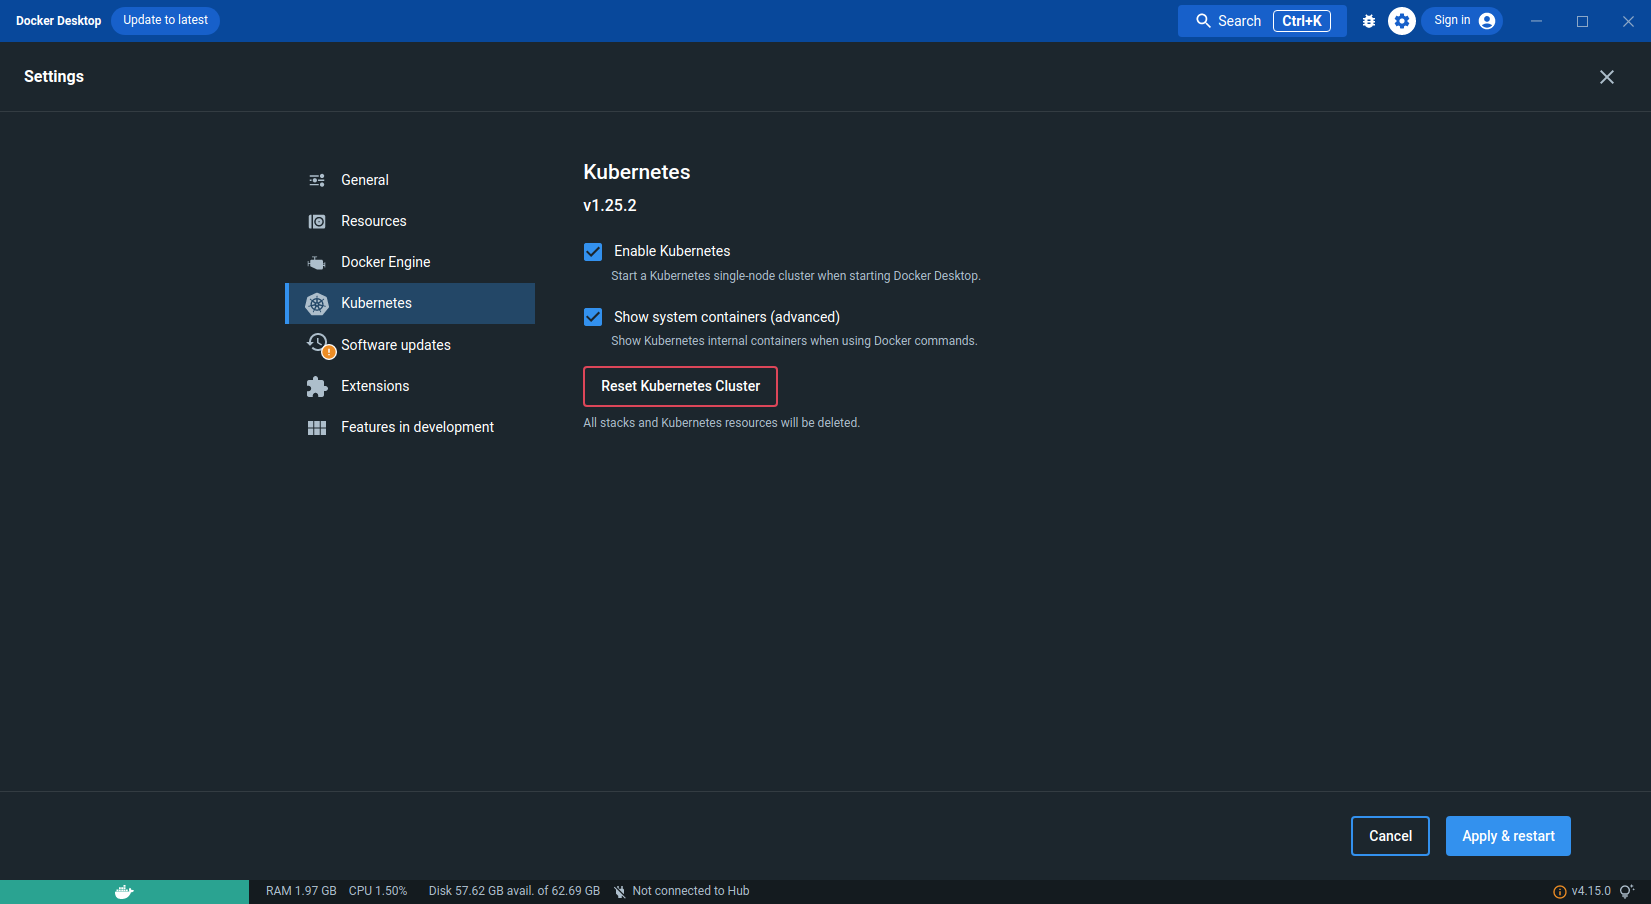 Docker Desktop Update to latest Search Ctrl+K Sign in
Settings
General
Resources
Docker Engine
Kubernetes
Software updates
Extensions
Features in development
Kubernetes
v1.25.2
Enable Kubernetes
Start a Kubernetes single-node cluster when starting Docker Desktop.
Show system containers (advanced)
Show Kubernetes internal containers when using Docker commands.
Reset Kubernetes Cluster
All stacks and Kubernetes resources will be deleted.
Cancel Apply & restart
RAM 1.97 GB CPU 1.50% Disk 57.62 GB avail. of 62.69 GB Not connected to Hub v4.15.0